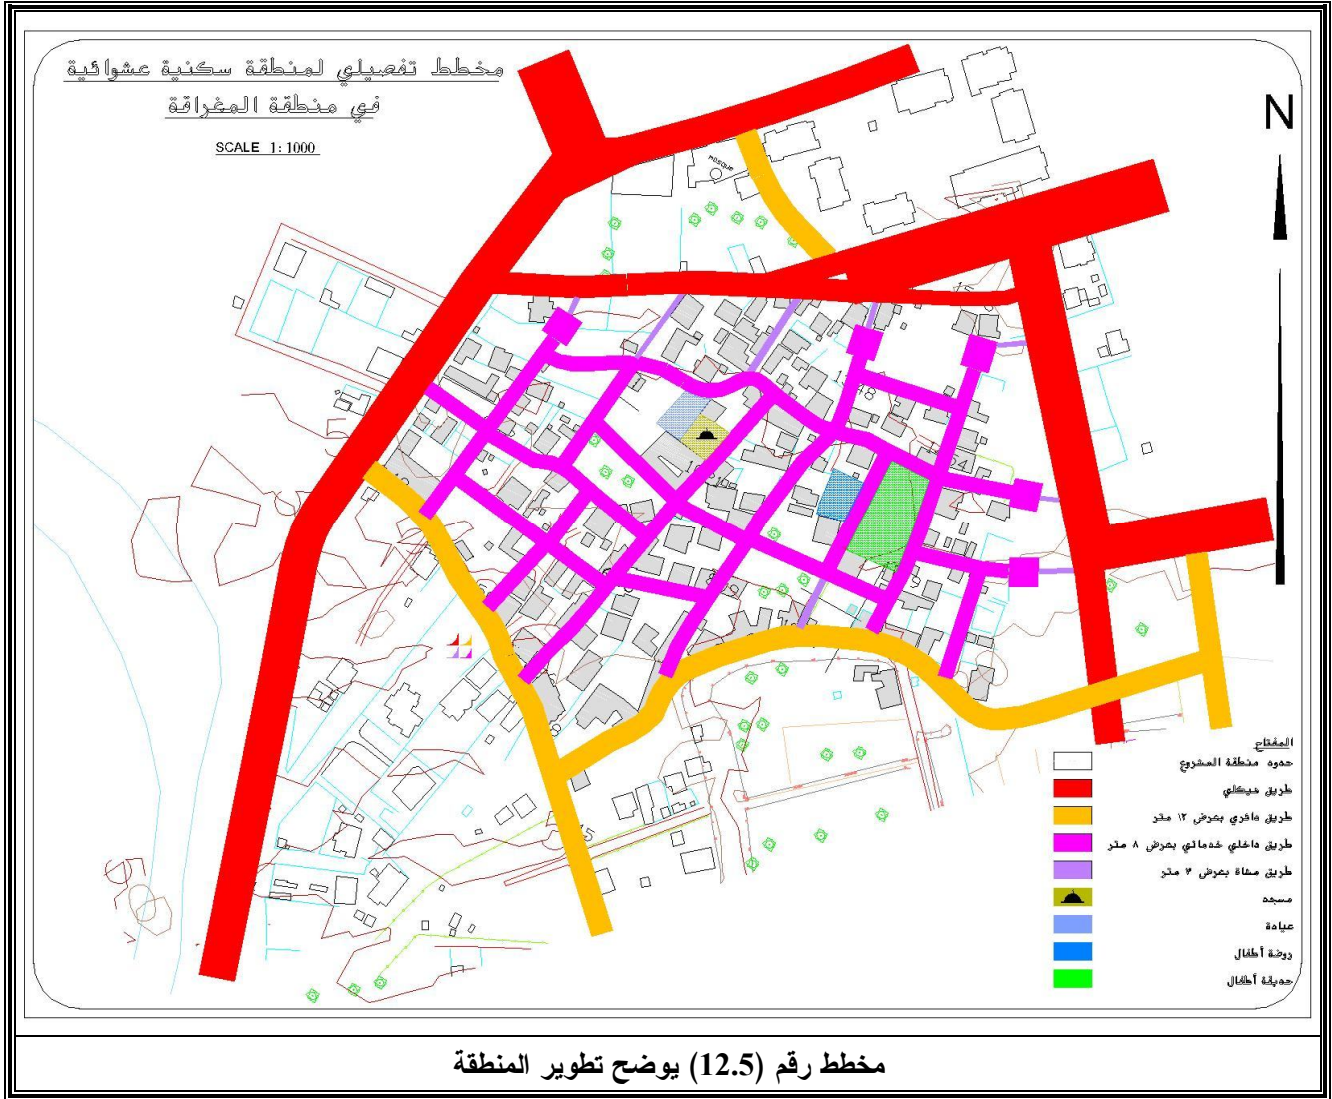 مخطط تفصيلي لمنطقة سكنية عشوائية
في منطقة المغراقة
SCALE 1:1000
N
MOSQUE
المفتاح
حدود منطقة المشروع
طريق هيكلي
طريق دائري بعرض ١٢ متر
طريق داخلي خدماتي بعرض ٨ متر
طريق مشاة بعرض ٣ متر
مسجد
عيادة
روضة أطفال
حديقة أطفال
مخطط رقم (12.5) يوضح تطوير المنطقة